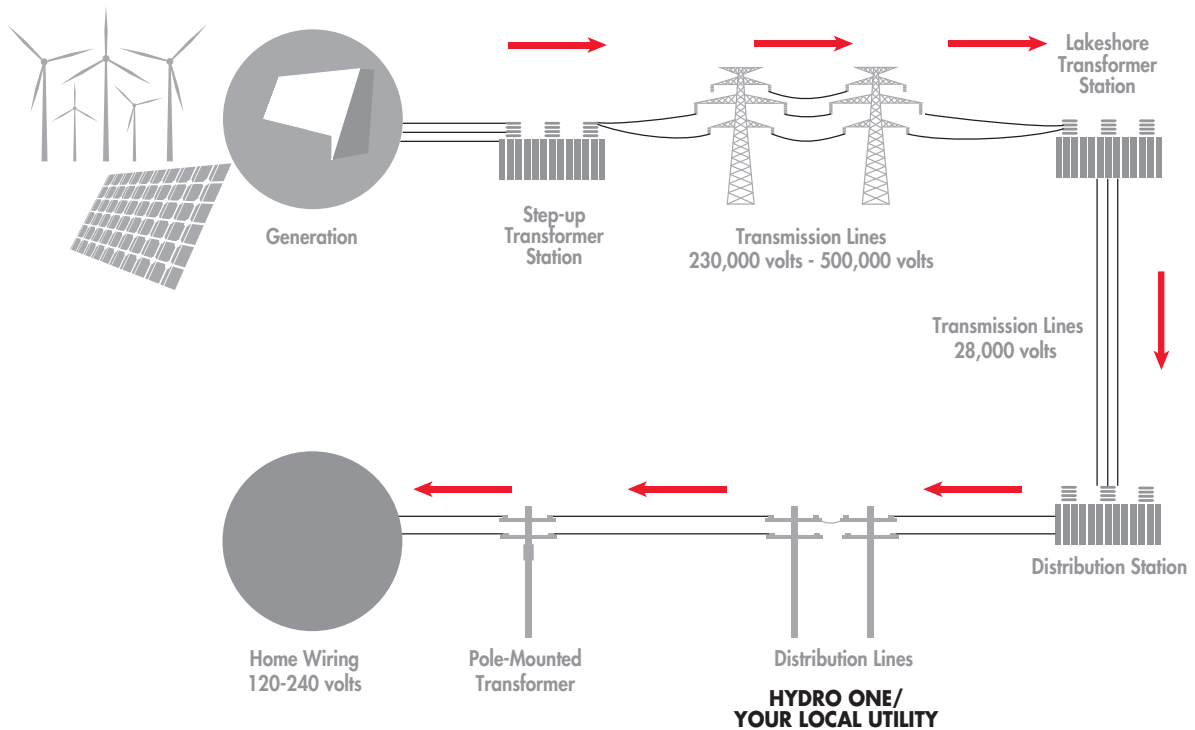 Lakeshore
Transformer
Station
Generation
Step-up
Transformer
Station
Transmission Lines
230,000 volts - 500,000 volts
Transmission Lines
28,000 volts
Distribution Station
Home Wiring
120-240 volts
Pole-Mounted
Transformer
Distribution Lines
HYDRO ONE/
YOUR LOCAL UTILITY